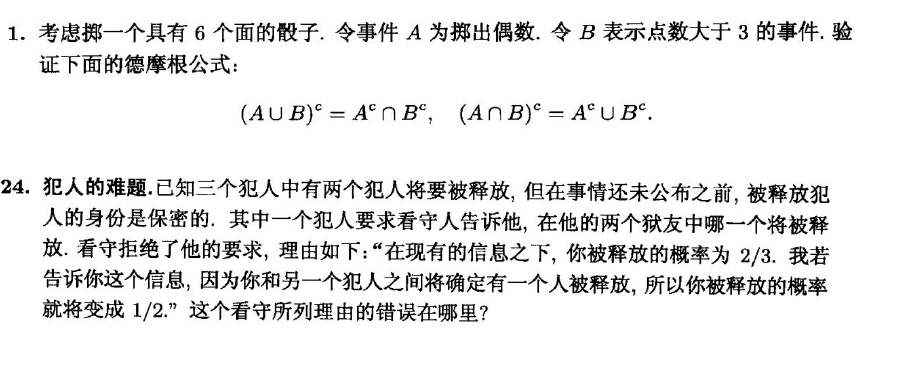 1. 考虑掷一个具有 6 个面的骰子. 令事件 A 为掷出偶数. 令 B 表示点数大于 3 的事件. 验
证下面的德摩根公式:
(A ∪ B)ᶜ = Aᶜ ∩ Bᶜ, (A ∩ B)ᶜ = Aᶜ ∪ Bᶜ.
24. 犯人的难题.已知三个犯人中有两个犯人将要被释放, 但在事情还未公布之前, 被释放犯
人的身份是保密的. 其中一个犯人要求看守人告诉他, 在他的两个狱友中哪一个将被释
放. 看守拒绝了他的要求, 理由如下:“在现有的信息之下, 你被释放的概率为 2/3. 我若
告诉你这个信息, 因为你和另一个犯人之间将确定有一个人被释放, 所以你被释放的概率
就将变成 1/2.” 这个看守所列理由的错误在哪里?